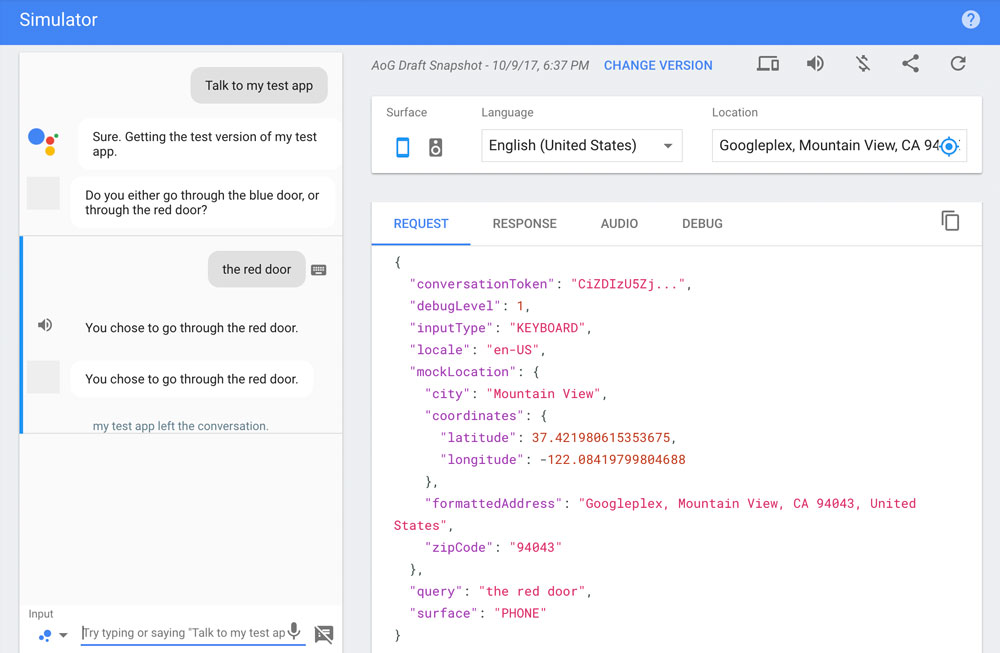 Simulator
Talk to my test app
Sure. Getting the test version of my test
app.
Do you either go through the blue door, or
through the red door?
the red door
You chose to go through the red door.
You chose to go through the red door.
my test app left the conversation.
Input
Try typing or saying "Talk to my test ap
AoG Draft Snapshot - 10/9/17, 6:37 PM CHANGE VERSION
Surface Language Location
English (United States) Googleplex, Mountain View, CA 94
REQUEST RESPONSE AUDIO DEBUG
{
"conversationToken": "CiZDIzU5Zj...",
"debugLevel": 1,
"inputType": "KEYBOARD",
"locale": "en-US",
"mockLocation": {
"city": "Mountain View",
"coordinates": {
"latitude": 37.421980615353675,
"longitude": -122.08419799804688
},
"formattedAddress": "Googleplex, Mountain View, CA 94043, United
States",
"zipCode": "94043"
},
"query": "the red door",
"surface": "PHONE"
}